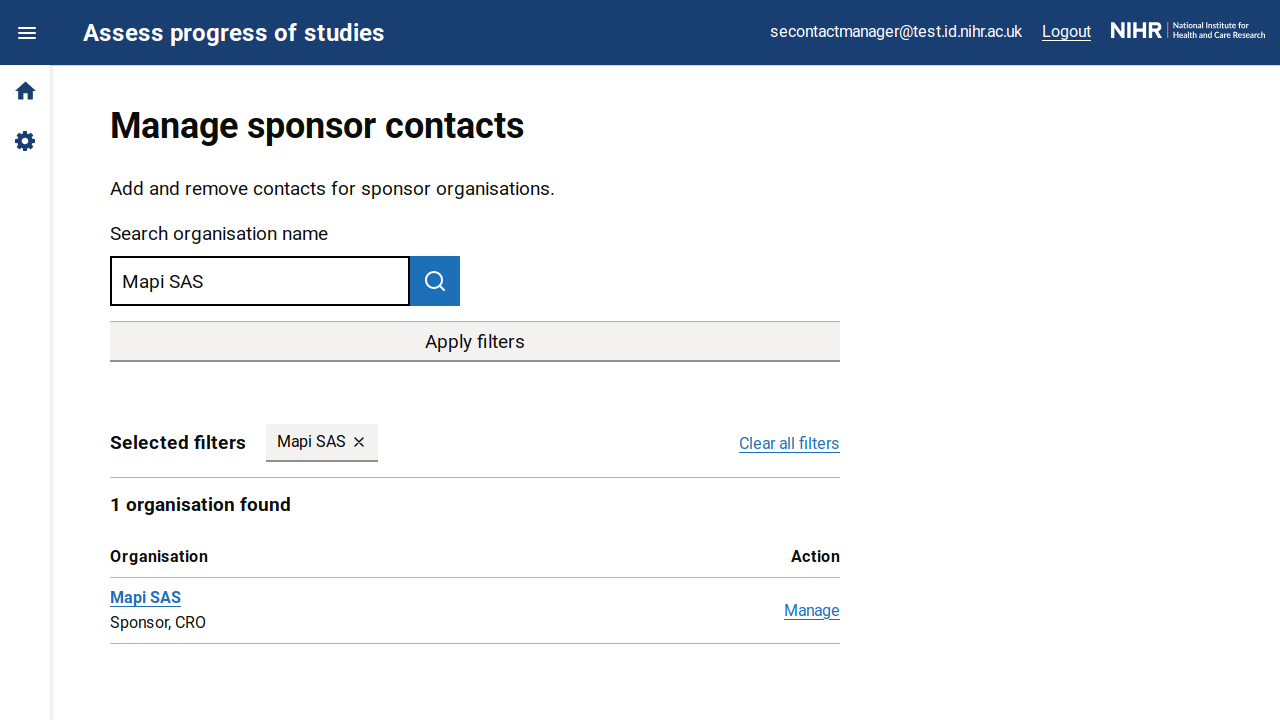 Assess progress of studies
secontactmanager@test.id.nihr.ac.uk
Logout
NIHR | National Institute for Health and Care Research
Manage sponsor contacts
Add and remove contacts for sponsor organisations.
Search organisation name
Mapi SAS
Apply filters
Selected filters
Mapi SAS
Clear all filters
1 organisation found
Organisation
Action
Mapi SAS
Sponsor, CRO
Manage